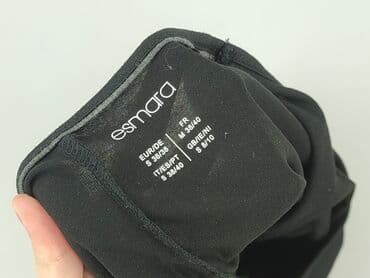 esmara
EUR/DE
S 36/38
FR
M 38/40
IT/ES/PT
S 38/40
GB/IE/NI
S 8/10